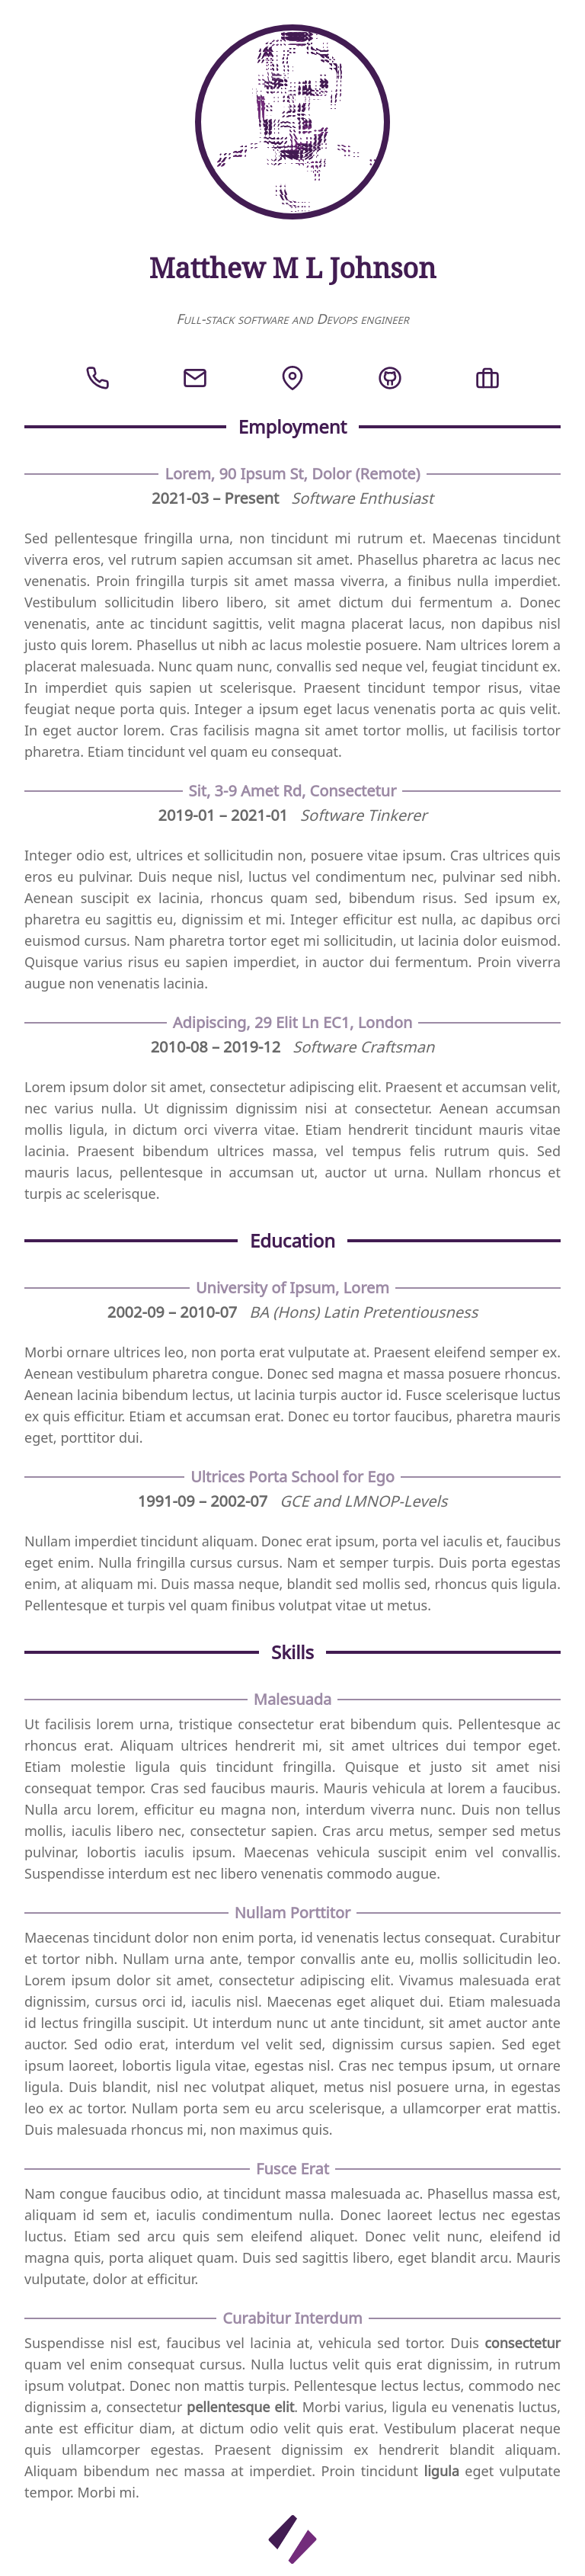 Matthew M L Johnson
Full-stack software and Devops engineer
Employment
Lorem, 90 Ipsum St, Dolor (Remote)
2021-03 – Present Software Enthusiast
Sed pellentesque fringilla urna, non tincidunt mi rutrum et. Maecenas tincidunt
viverra eros, vel rutrum sapien accumsan sit amet. Phasellus pharetra ac lacus nec
venenatis. Proin fringilla turpis sit amet massa viverra, a finibus nulla imperdiet.
Vestibulum sollicitudin libero libero, sit amet dictum dui fermentum a. Donec
venenatis, ante ac tincidunt sagittis, velit magna placerat lacus, non dapibus nisl
justo quis lorem. Phasellus ut nibh ac lacus molestie posuere. Nam ultrices lorem a
placerat malesuada. Nunc quam nunc, convallis sed neque vel, feugiat tincidunt ex.
In imperdiet quis sapien ut scelerisque. Praesent tincidunt tempor risus, vitae
feugiat neque porta quis. Integer a ipsum eget lacus venenatis porta ac quis velit.
In eget auctor lorem. Cras facilisis magna sit amet tortor mollis, ut facilisis tortor
pharetra. Etiam tincidunt vel quam eu consequat.
Sit, 3-9 Amet Rd, Consectetur
2019-01 – 2021-01 Software Tinkerer
Integer odio est, ultrices et sollicitudin non, posuere vitae ipsum. Cras ultrices quis
eros eu pulvinar. Duis neque nisl, luctus vel condimentum nec, pulvinar sed nibh.
Aenean suscipit ex lacinia, rhoncus quam sed, bibendum risus. Sed ipsum ex,
pharetra eu sagittis eu, dignissim et mi. Integer efficitur est nulla, ac dapibus orci
euismod cursus. Nam pharetra tortor eget mi sollicitudin, ut lacinia dolor euismod.
Quisque varius risus eu sapien imperdiet, in auctor dui fermentum. Proin viverra
augue non venenatis lacinia.
Adipiscing, 29 Elit Ln EC1, London
2010-08 – 2019-12 Software Craftsman
Lorem ipsum dolor sit amet, consectetur adipiscing elit. Praesent et accumsan velit,
nec varius nulla. Ut dignissim dignissim nisi at consectetur. Aenean accumsan
mollis ligula, in dictum orci viverra vitae. Etiam hendrerit tincidunt mauris vitae
lacinia. Praesent bibendum ultrices massa, vel tempus felis rutrum quis. Sed
mauris lacus, pellentesque in accumsan ut, auctor ut urna. Nullam rhoncus et
turpis ac scelerisque.
Education
University of Ipsum, Lorem
2002-09 – 2010-07 BA (Hons) Latin Pretentiousness
Morbi ornare ultrices leo, non porta erat vulputate at. Praesent eleifend semper ex.
Aenean vestibulum pharetra congue. Donec sed magna et massa posuere rhoncus.
Aenean lacinia bibendum lectus, ut lacinia turpis auctor id. Fusce scelerisque luctus
ex quis efficitur. Etiam et accumsan erat. Donec eu tortor faucibus, pharetra mauris
eget, porttitor dui.
Ultrices Porta School for Ego
1991-09 – 2002-07 GCE and LMNOP-Levels
Nullam imperdiet tincidunt aliquam. Donec erat ipsum, porta vel iaculis et, faucibus
eget enim. Nulla fringilla cursus cursus. Nam et semper turpis. Duis porta egestas
enim, at aliquam mi. Duis massa neque, blandit sed mollis sed, rhoncus quis ligula.
Pellentesque et turpis vel quam finibus volutpat vitae ut metus.
Skills
Malesuada
Ut facilisis lorem urna, tristique consectetur erat bibendum quis. Pellentesque ac
rhoncus erat. Aliquam ultrices hendrerit mi, sit amet ultrices dui tempor eget.
Etiam molestie ligula quis tincidunt fringilla. Quisque et justo sit amet nisi
consequat tempor. Cras sed faucibus mauris. Mauris vehicula at lorem a faucibus.
Nulla arcu lorem, efficitur eu magna non, interdum viverra nunc. Duis non tellus
mollis, iaculis libero nec, consectetur sapien. Cras arcu metus, semper sed metus
pulvinar, lobortis iaculis ipsum. Maecenas vehicula suscipit enim vel convallis.
Suspendisse interdum est nec libero venenatis commodo augue.
Nullam Porttitor
Maecenas tincidunt dolor non enim porta, id venenatis lectus consequat. Curabitur
et tortor nibh. Nullam urna ante, tempor convallis ante eu, mollis sollicitudin leo.
Lorem ipsum dolor sit amet, consectetur adipiscing elit. Vivamus malesuada erat
dignissim, cursus orci id, iaculis nisl. Maecenas eget aliquet dui. Etiam malesuada
id lectus fringilla suscipit. Ut interdum nunc ut ante tincidunt, sit amet auctor ante
auctor. Sed odio erat, interdum vel velit sed, dignissim cursus sapien. Sed eget
ipsum laoreet, lobortis ligula vitae, egestas nisl. Cras nec tempus ipsum, ut ornare
ligula. Duis blandit, nisl nec volutpat aliquet, metus nisl posuere urna, in egestas
leo ex ac tortor. Nullam porta sem eu arcu scelerisque, a ullamcorper erat mattis.
Duis malesuada rhoncus mi, non maximus quis.
Fusce Erat
Nam congue faucibus odio, at tincidunt massa malesuada ac. Phasellus massa est,
aliquam id sem et, iaculis condimentum nulla. Donec laoreet lectus nec egestas
luctus. Etiam sed arcu quis sem eleifend aliquet. Donec velit nunc, eleifend id
magna quis, porta aliquet quam. Duis sed sagittis libero, eget blandit arcu. Mauris
vulputate, dolor at efficitur.
Curabitur Interdum
Suspendisse nisl est, faucibus vel lacinia at, vehicula sed tortor. Duis consectetur
quam vel enim consequat cursus. Nulla luctus velit quis erat dignissim, in rutrum
ipsum volutpat. Donec non mattis turpis. Pellentesque lectus lectus, commodo nec
dignissim a, consectetur pellentesque elit. Morbi varius, ligula eu venenatis luctus,
ante est efficitur diam, at dictum odio velit quis erat. Vestibulum placerat neque
quis ullamcorper egestas. Praesent dignissim ex hendrerit blandit aliquam.
Aliquam bibendum nec massa at imperdiet. Proin tincidunt ligula eget vulputate
tempor. Morbi mi.